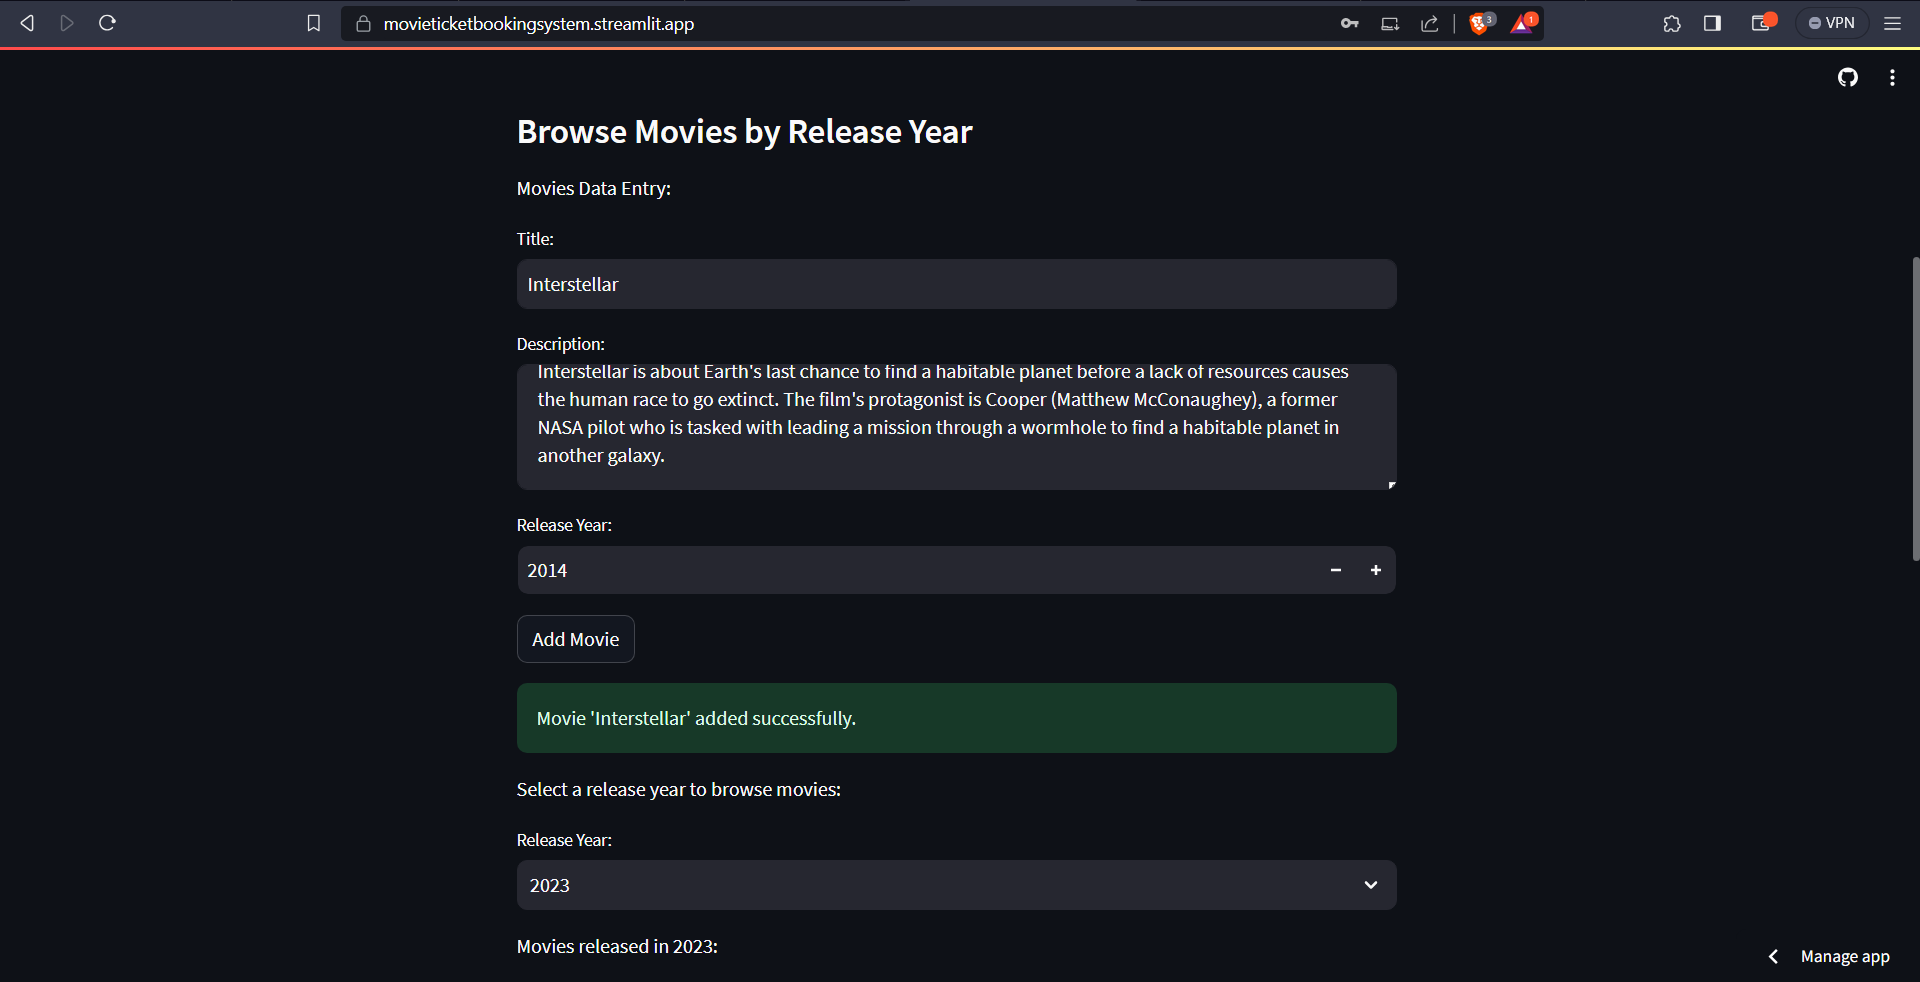 movieticketbookingsystem.streamlit.app
3
1
VPN
Browse Movies by Release Year
Movies Data Entry:
Title:
Interstellar
Description:
Interstellar is about Earth's last chance to find a habitable planet before a lack of resources causes
the human race to go extinct. The film's protagonist is Cooper (Matthew McConaughey), a former
NASA pilot who is tasked with leading a mission through a wormhole to find a habitable planet in
another galaxy.
Release Year:
2014
Add Movie
Movie 'Interstellar' added successfully.
Select a release year to browse movies:
Release Year:
2023
Movies released in 2023:
Manage app